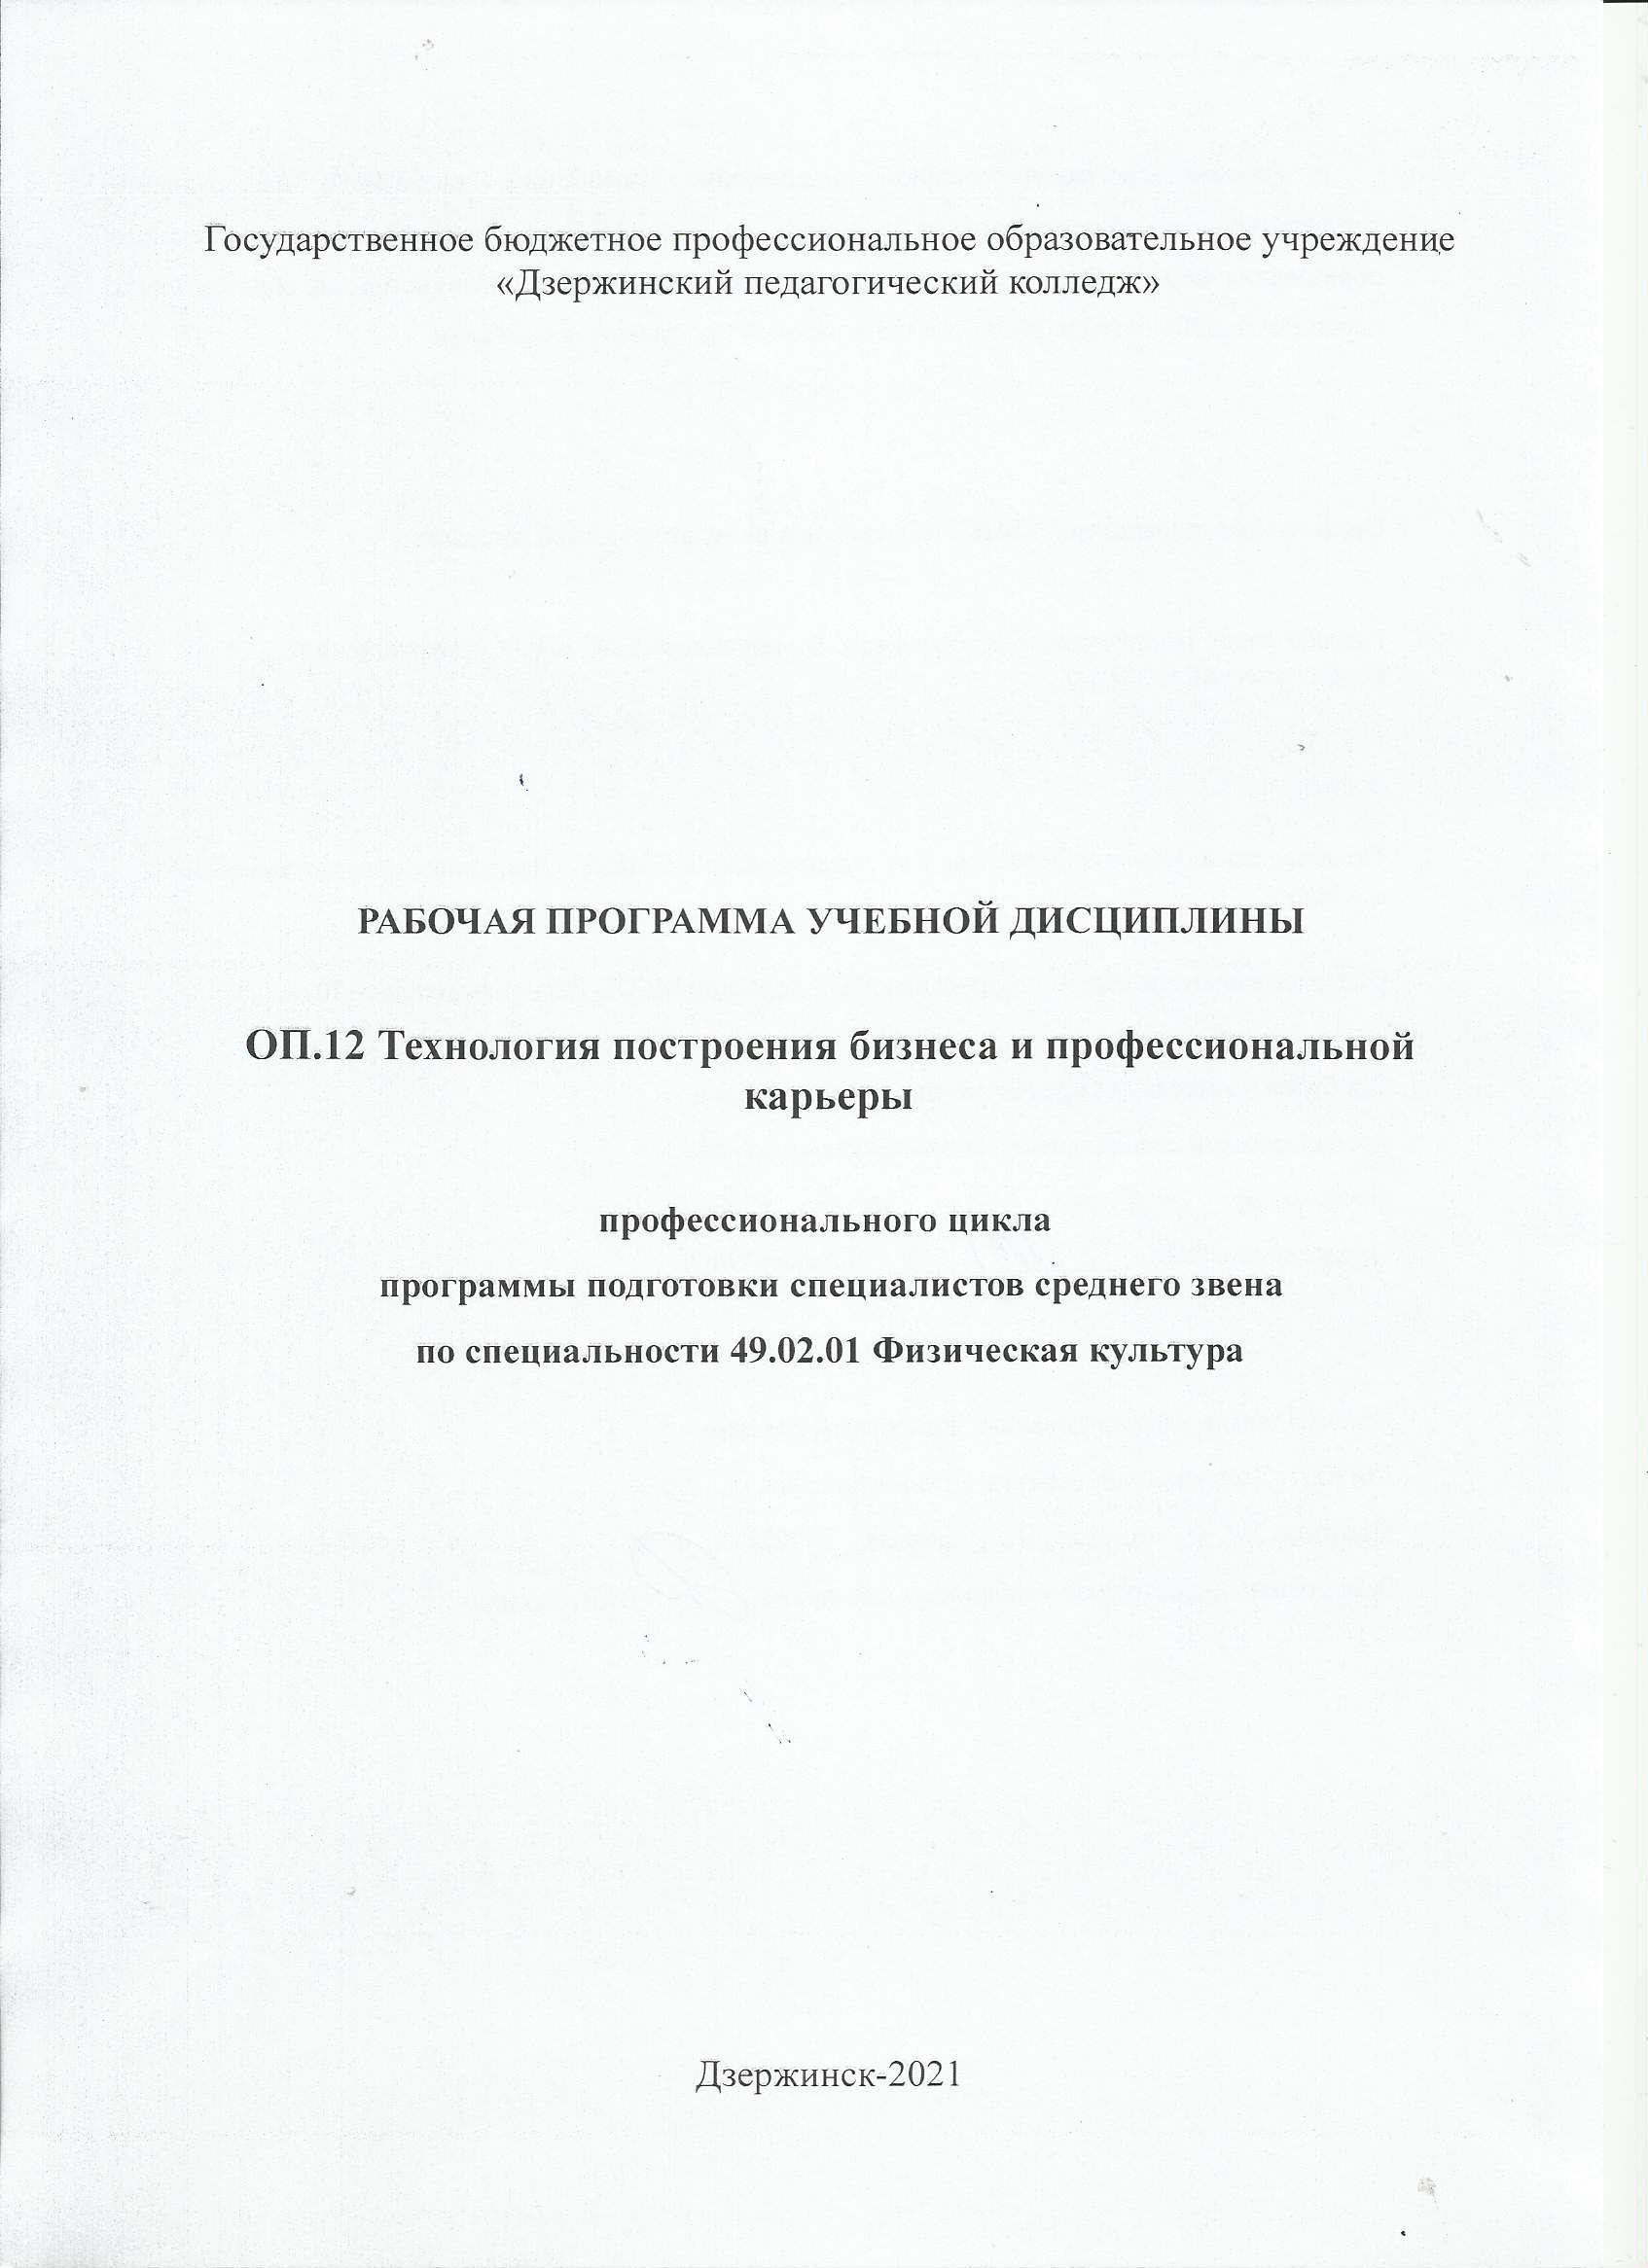 Государственное бюджетное профессиональное образовательное учреждение
«Дзержинский педагогический колледж»
РАБОЧАЯ ПРОГРАММА УЧЕБНОЙ ДИСЦИПЛИНЫ
ОП.12 Технология построения бизнеса и профессиональной
карьеры
профессионального цикла
программы подготовки специалистов среднего звена
по специальности 49.02.01 Физическая культура
Дзержинск-2021